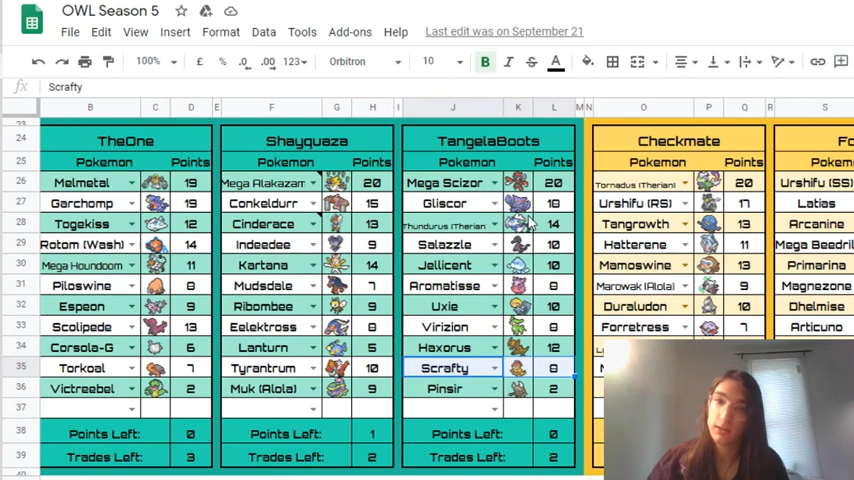 OWL Season 5
File Edit View Insert Format Data Tools Add-ons Help Last edit was on September 21
100% £ % .0 .00 123 Orbitron 10 B I S A
fx Scrafty
B C D E F G H I J K L M N O P Q R S
23
24 TheOne Shayquaza TangelaBoots Checkmate
25 Pokemon Points Pokemon Points Pokemon Points Pokemon Points
26 Melmetal 19 Mega Alakazam 20 Mega Scizor 20 Tornadus (Therian) 20 Urshifu (SS)
27 Garchomp 19 Conkeldurr 15 Gliscor 18 Urshifu (RS) 17 Latias
28 Togekiss 12 Cinderace 13 Thundurus (Therian) 14 Tangrowth 13 Arcanine
29 Rotom (Wash) 14 Indeedee 9 Salazzle 10 Hatterene 11 Mega Beedril
30 Mega Houndoom 11 Kartana 14 Jellicent 10 Mamoswine 13 Primarina
31 Piloswine 8 Mudsdale 7 Aromatisse 8 Marowak (Alola) 9 Magnezone
32 Espeon 9 Ribombee 9 Uxie 10 Duraludon 10 Dhelmise
33 Scolipede 13 Eelektross 8 Virizion 8 Forretress 7 Articuno
34 Corsola-G 6 Lanturn 5 Haxorus 12
35 Torkoal 7 Tyrantrum 10 Scrafty 8
36 Victreebel 2 Muk (Alola) 9 Pinsir 2
37
38 Points Left: 0 Points Left: 1 Points Left: 0
39 Trades Left: 3 Trades Left: 2 Trades Left: 2